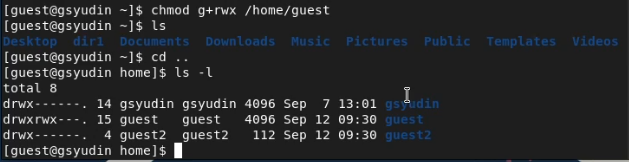 [guest@gsyudin ~]$ chmod g+rwx /home/guest
[guest@gsyudin ~]$ ls
Desktop  dir1  Documents  Downloads  Music  Pictures  Public  Templates  Videos
[guest@gsyudin ~]$ cd ..
[guest@gsyudin home]$ ls -l
total 8
drwx------. 14 gsyudin gsyudin 4096 Sep  7 13:01 gsyudin
drwxrwx---. 15 guest   guest   4096 Sep 12 09:30 guest
drwx------.  4 guest2  guest2   112 Sep 12 09:30 guest2
[guest@gsyudin home]$